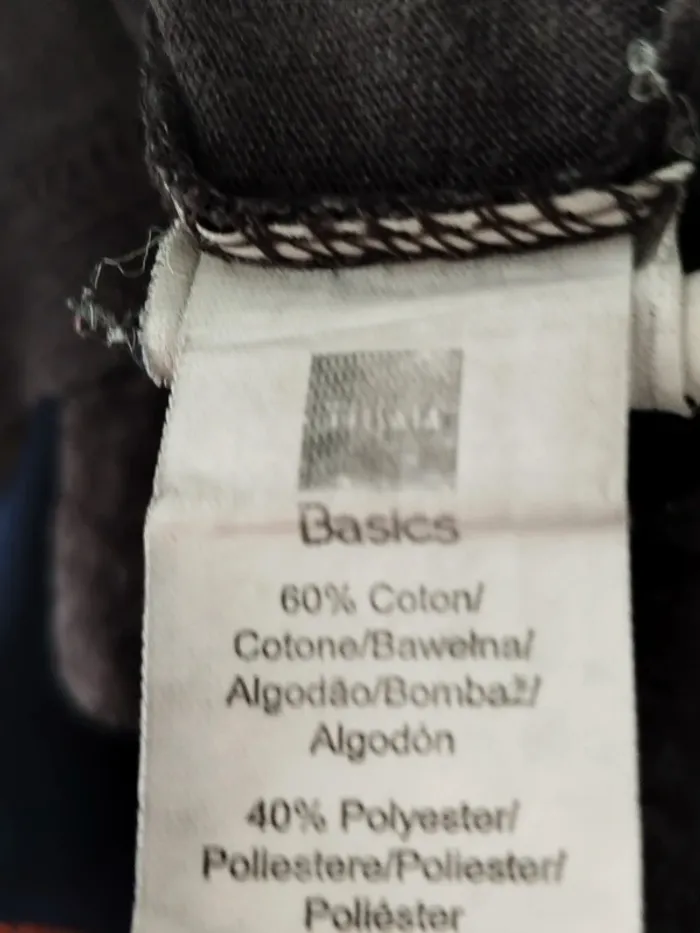 Basics
60% Coton/
Cotone/Bawełna/
Algodão/Bombaž/
Algodón
40% Polyester/
Poliestere/Poliester/
Poliéster